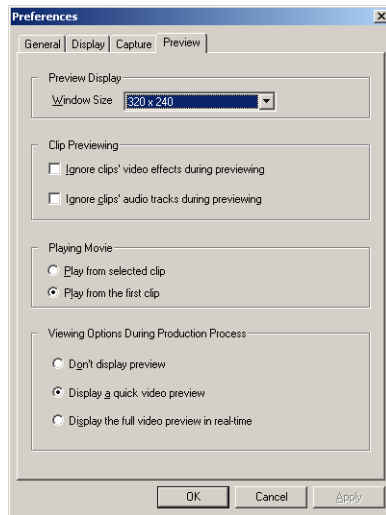 Preferences
General Display Capture Preview
Preview Display
Window Size 320 x 240
Clip Previewing
Ignore clips' video effects during previewing
Ignore clips' audio tracks during previewing
Playing Movie
Play from selected clip
Play from the first clip
Viewing Options During Production Process
Don't display preview
Display a quick video preview
Display the full video preview in real-time
OK Cancel Apply